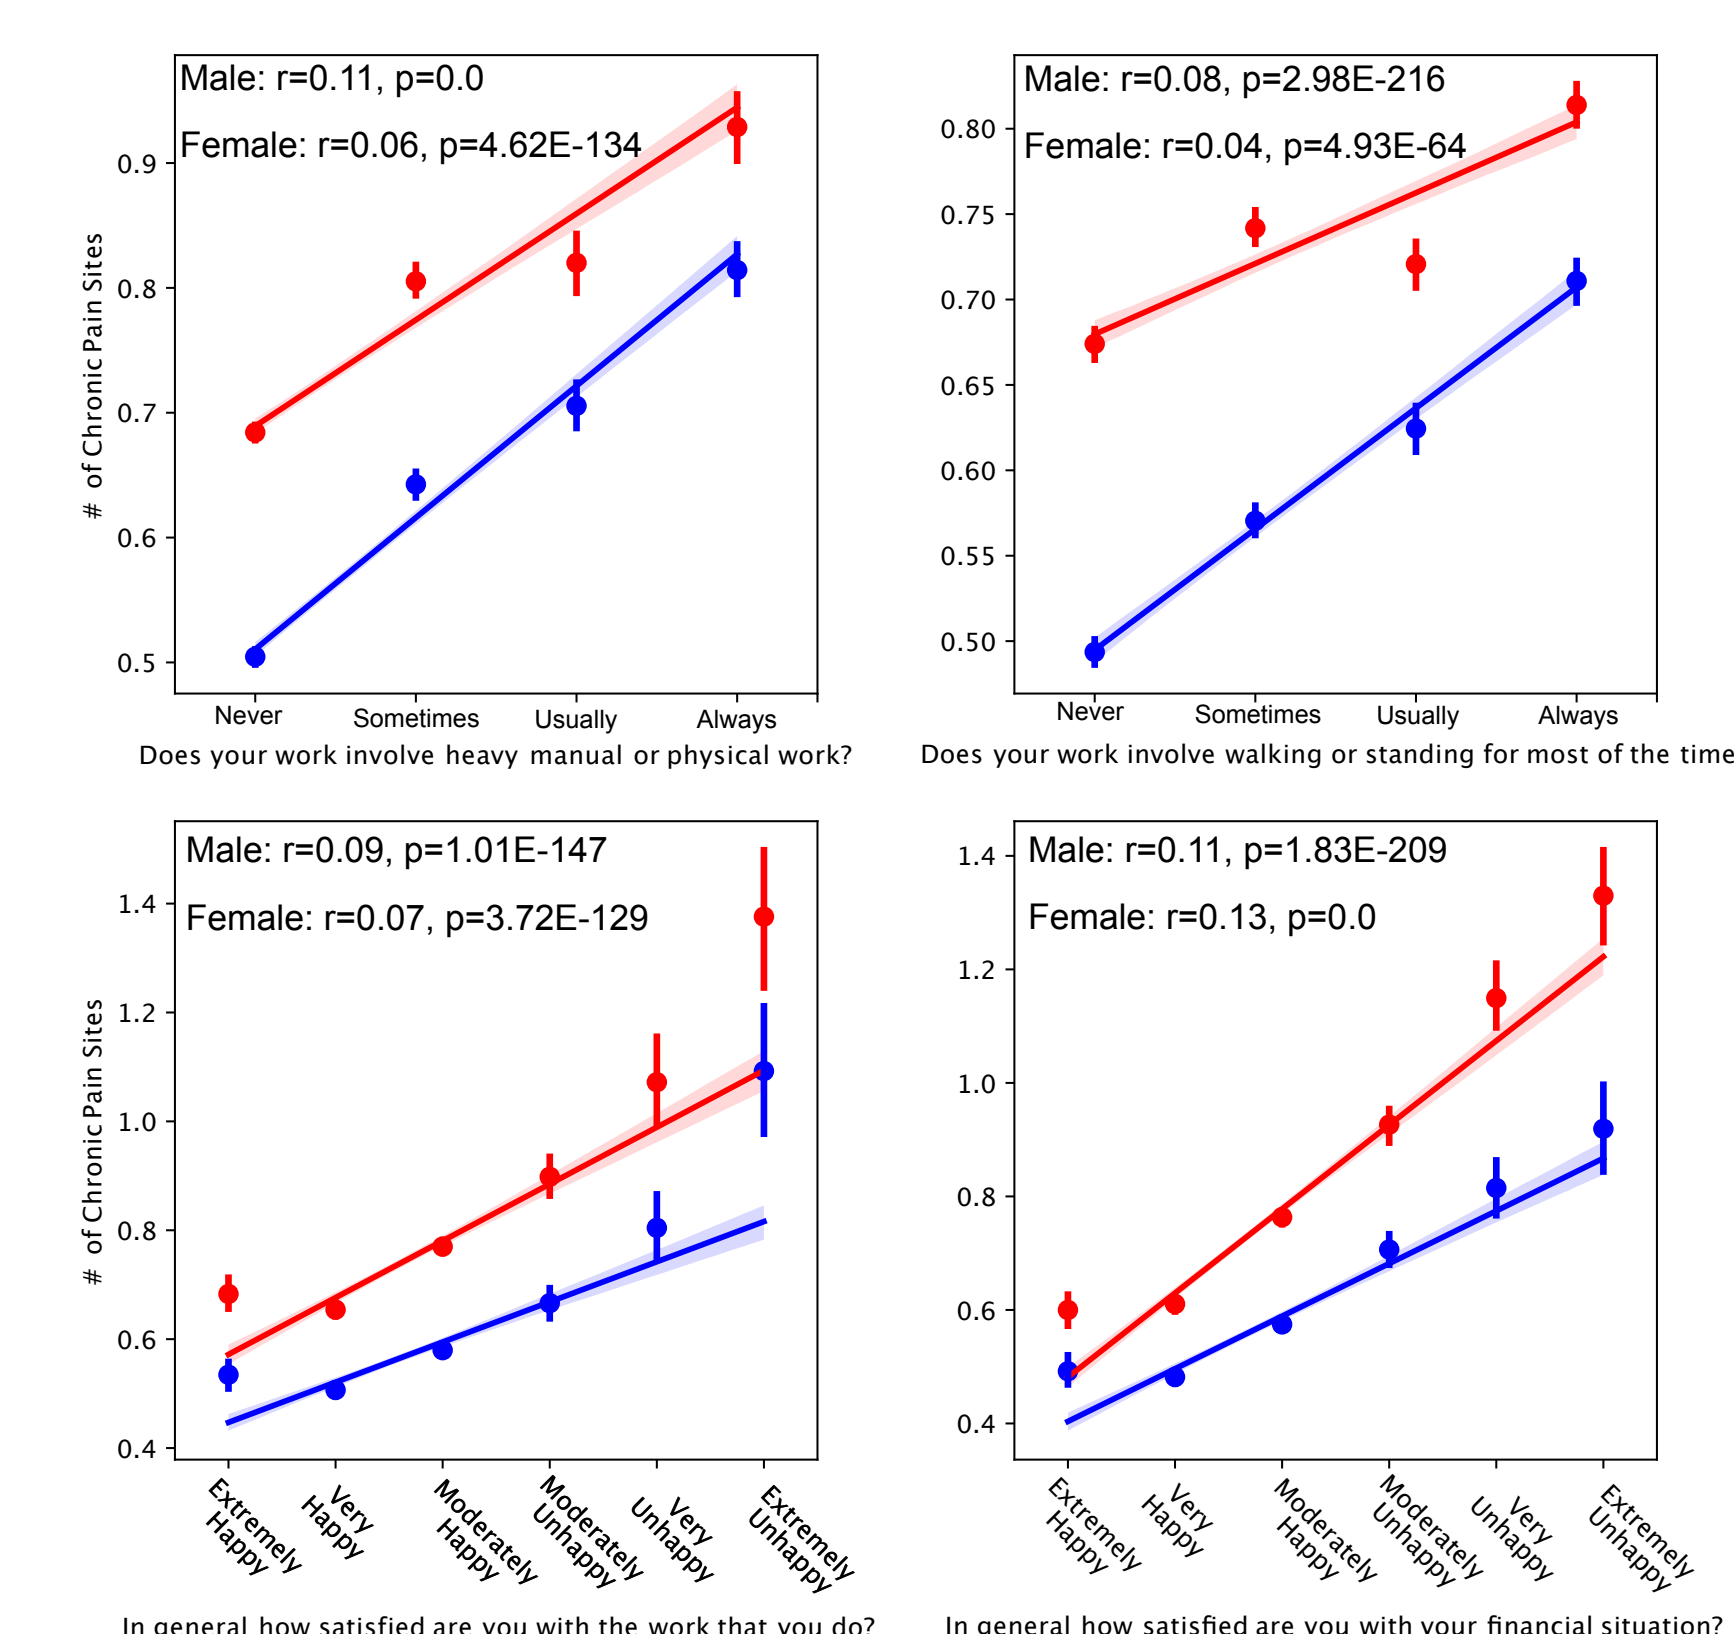 Male: r=0.11, p=0.0
Female: r=0.06, p=4.62E-134
# of Chronic Pain Sites
0.9
0.8
0.7
0.6
0.5
Never Sometimes Usually Always
Does your work involve heavy manual or physical work?
Male: r=0.08, p=2.98E-216
Female: r=0.04, p=4.93E-64
0.80
0.75
0.70
0.65
0.60
0.55
0.50
Never Sometimes Usually Always
Does your work involve walking or standing for most of the time
Male: r=0.09, p=1.01E-147
Female: r=0.07, p=3.72E-129
# of Chronic Pain Sites
1.4
1.2
1.0
0.8
0.6
0.4
Extremely
Happy
Very
Happy
Moderately
Happy
Moderately
Unhappy
Very
Unhappy
Extremely
Unhappy
In general how satisfied are you with the work that you do?
Male: r=0.11, p=1.83E-209
Female: r=0.13, p=0.0
1.4
1.2
1.0
0.8
0.6
0.4
Extremely
Happy
Very
Happy
Moderately
Happy
Moderately
Unhappy
Very
Unhappy
Extremely
Unhappy
In general how satisfied are you with your financial situation?